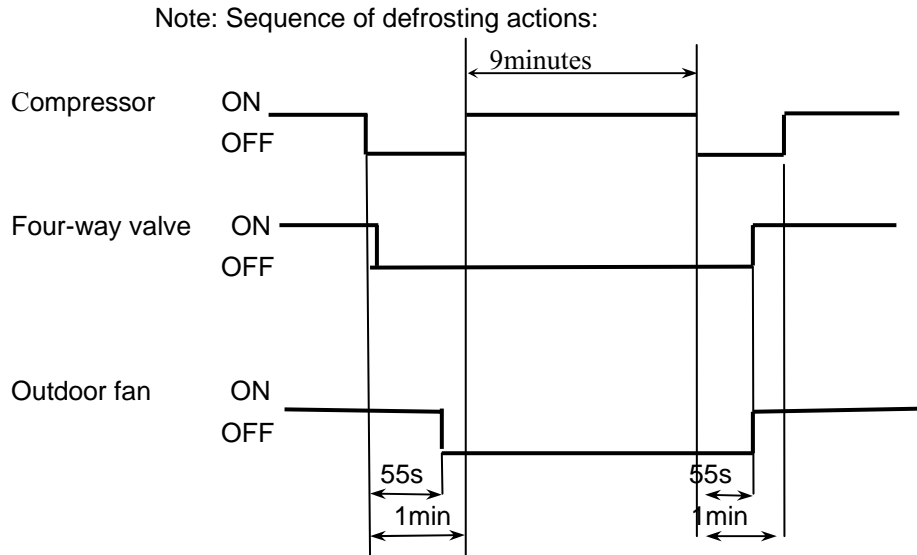 Note: Sequence of defrosting actions:
9minutes
Compressor ON
OFF
Four-way valve ON
OFF
Outdoor fan ON
OFF
55s 55s
1min 1min